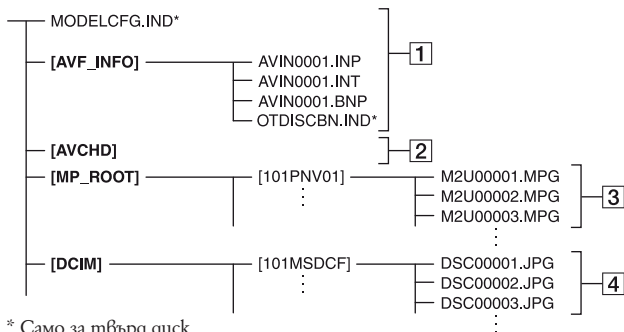 MODELCFG.IND*
[AVF_INFO] AVIN0001.INP
AVIN0001.INT
AVIN0001.BNP
OTDISCBN.IND*
1
[AVCHD] 2
[MP_ROOT] [101PNV01] M2U00001.MPG
M2U00002.MPG
M2U00003.MPG
3
[DCIM] [101MSDCF] DSC00001.JPG
DSC00002.JPG
DSC00003.JPG
4
* Само за твърд диск